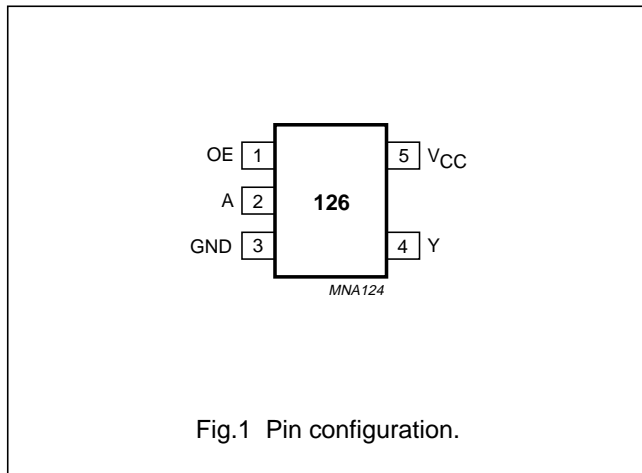 OE 1 5 VCC
A 2 126
GND 3 4 Y
MNA124
Fig.1 Pin configuration.